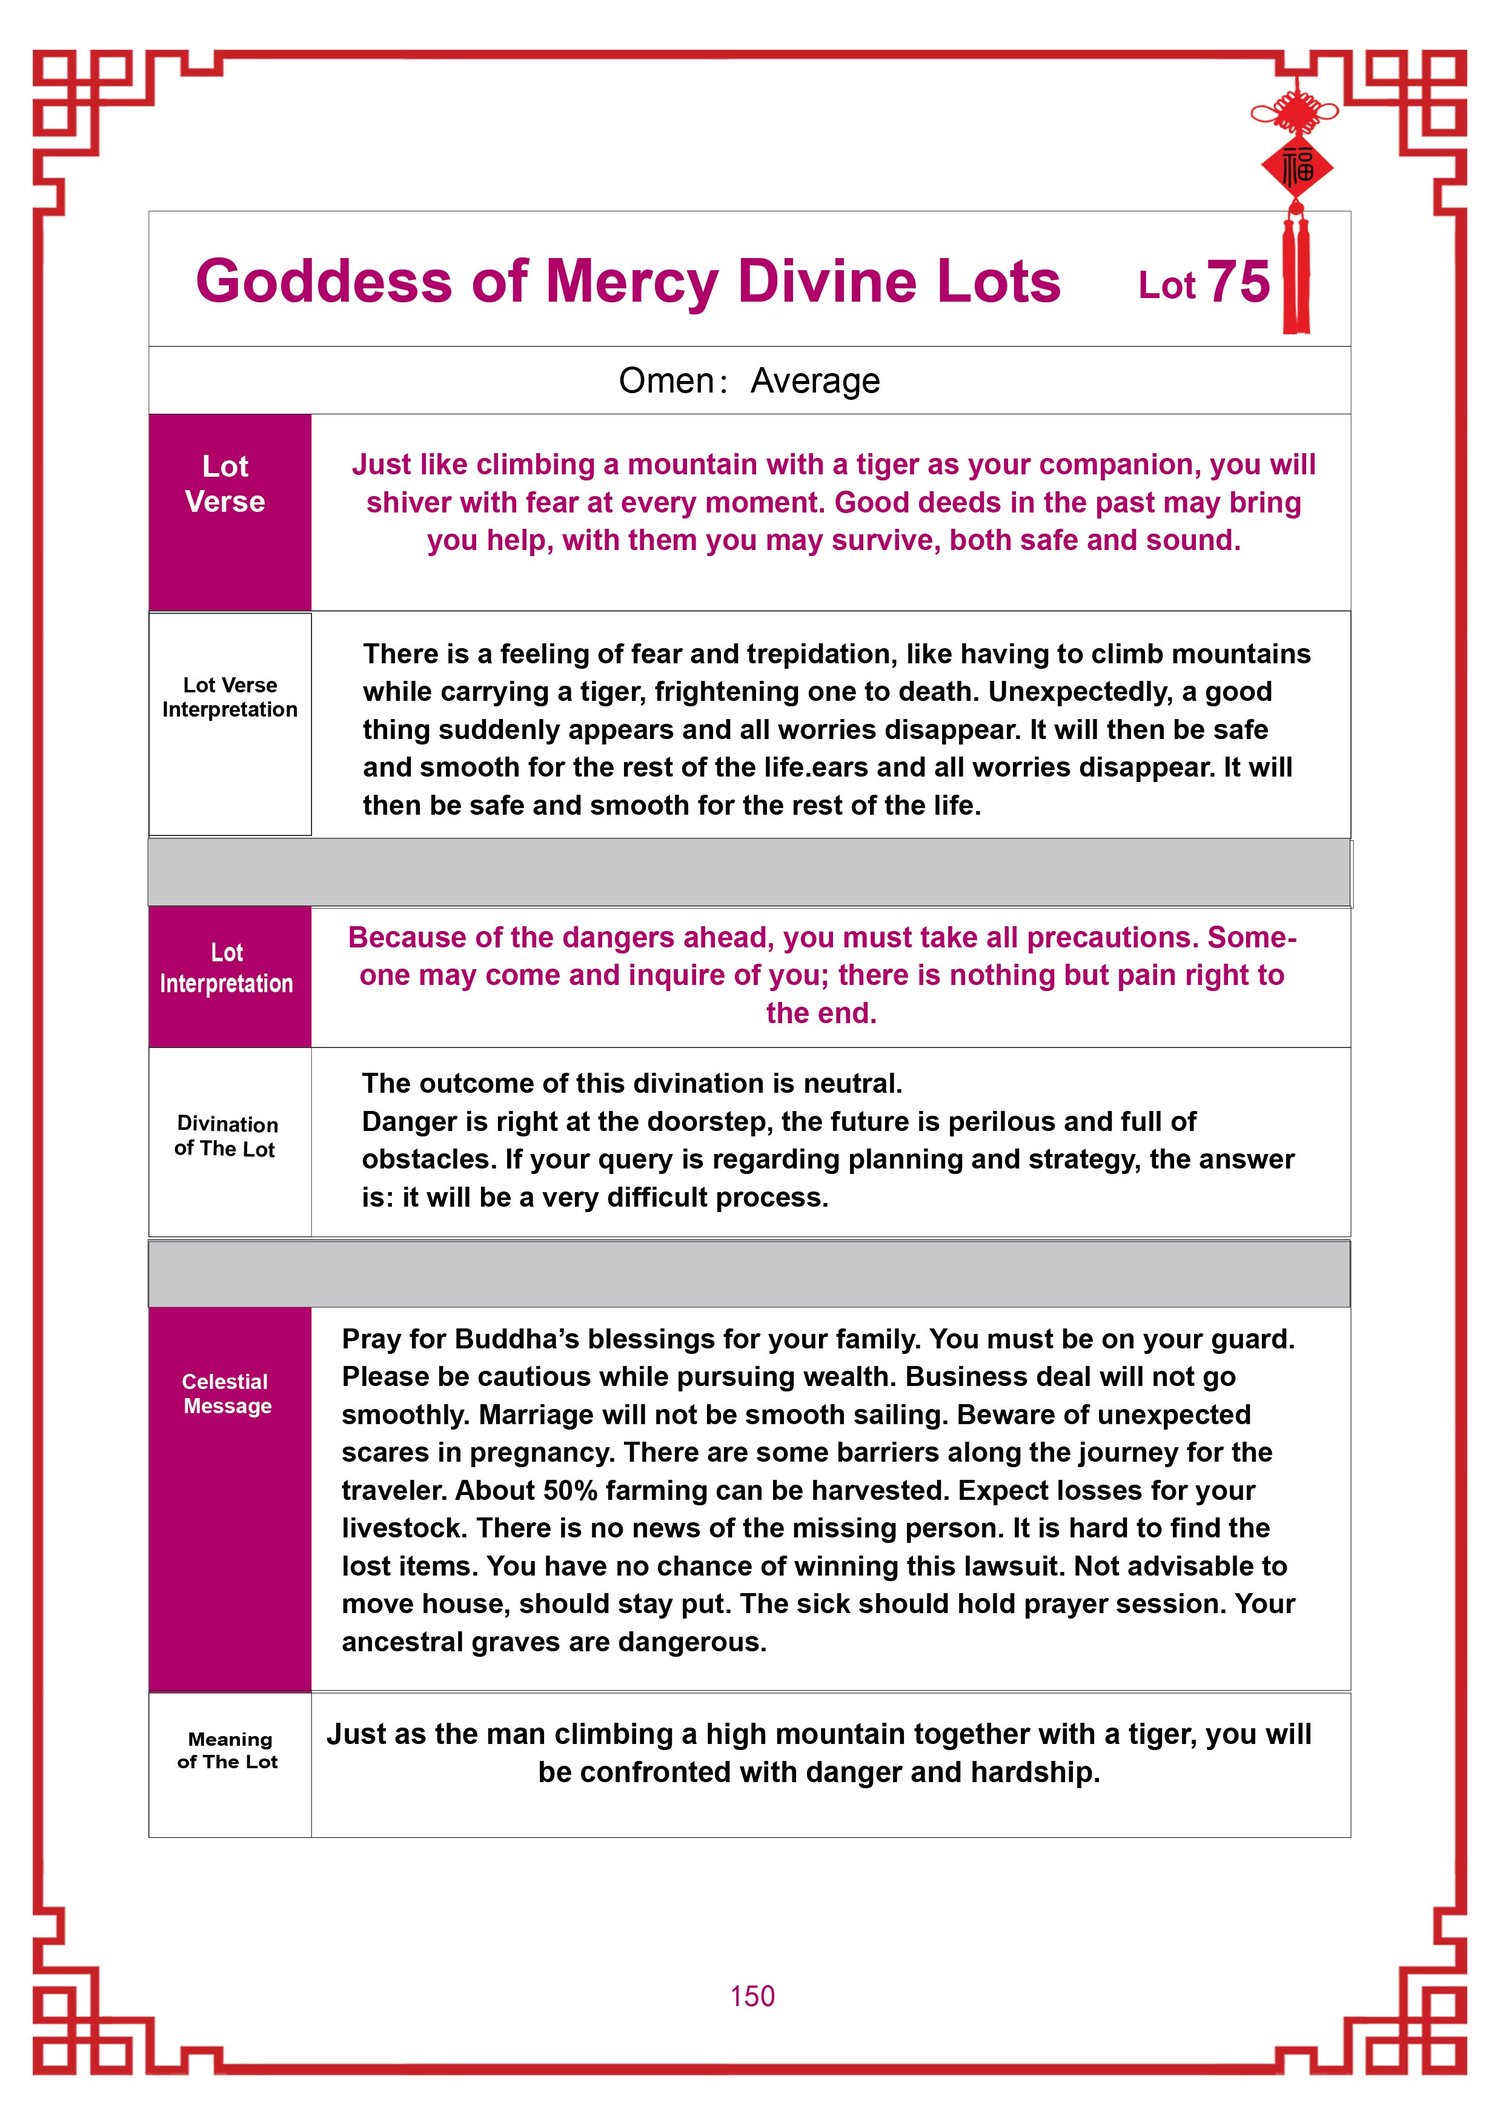 福
Goddess of Mercy Divine Lots Lot 75
Omen： Average
Lot
Verse
Just like climbing a mountain with a tiger as your companion, you will
shiver with fear at every moment. Good deeds in the past may bring
you help, with them you may survive, both safe and sound.
Lot Verse
Interpretation
There is a feeling of fear and trepidation, like having to climb mountains
while carrying a tiger, frightening one to death. Unexpectedly, a good
thing suddenly appears and all worries disappear. It will then be safe
and smooth for the rest of the life.ears and all worries disappear. It will
then be safe and smooth for the rest of the life.
Lot
Interpretation
Because of the dangers ahead, you must take all precautions. Some-
one may come and inquire of you; there is nothing but pain right to
the end.
Divination
of The Lot
The outcome of this divination is neutral.
Danger is right at the doorstep, the future is perilous and full of
obstacles. If your query is regarding planning and strategy, the answer
is: it will be a very difficult process.
Celestial
Message
Pray for Buddha’s blessings for your family. You must be on your guard.
Please be cautious while pursuing wealth. Business deal will not go
smoothly. Marriage will not be smooth sailing. Beware of unexpected
scares in pregnancy. There are some barriers along the journey for the
traveler. About 50% farming can be harvested. Expect losses for your
livestock. There is no news of the missing person. It is hard to find the
lost items. You have no chance of winning this lawsuit. Not advisable to
move house, should stay put. The sick should hold prayer session. Your
ancestral graves are dangerous.
Meaning
of The Lot
Just as the man climbing a high mountain together with a tiger, you will
be confronted with danger and hardship.
150